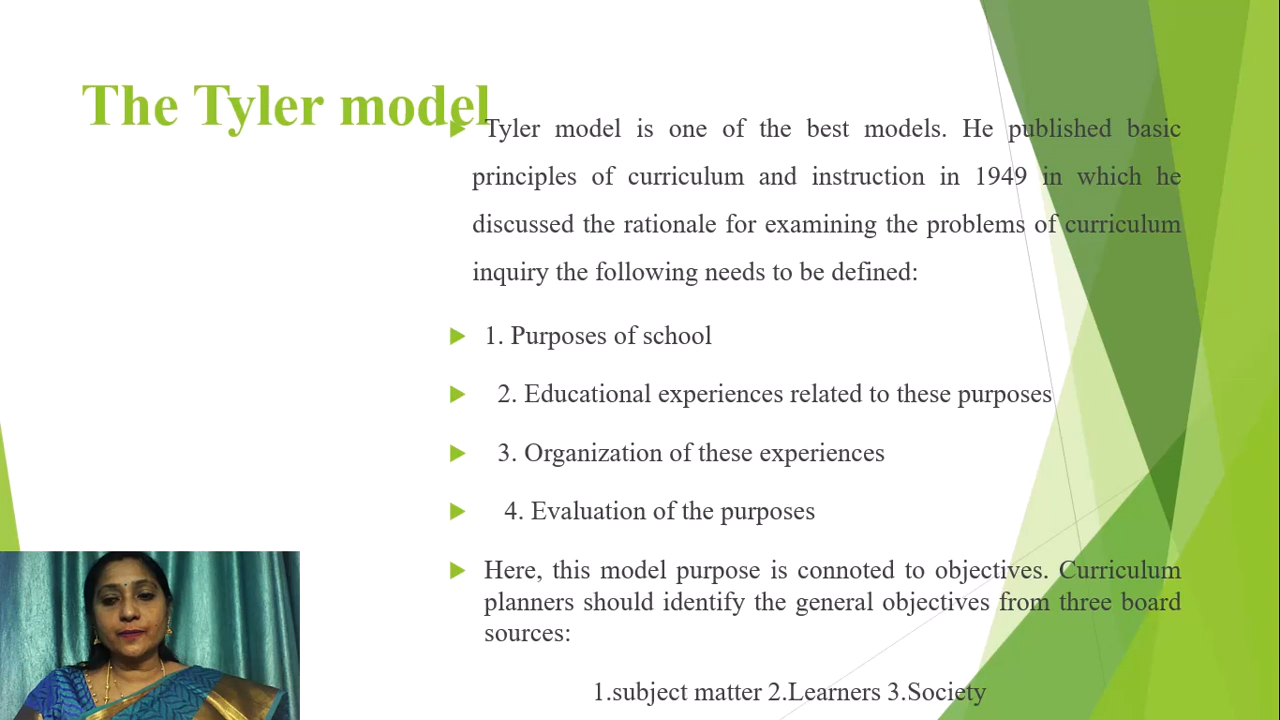 The Tyler model
Tyler model is one of the best models. He published basic
principles of curriculum and instruction in 1949 in which he
discussed the rationale for examining the problems of curriculum
inquiry the following needs to be defined:
1. Purposes of school
2. Educational experiences related to these purposes
3. Organization of these experiences
4. Evaluation of the purposes
Here, this model purpose is connoted to objectives. Curriculum
planners should identify the general objectives from three board
sources:
1.subject matter 2.Learners 3.Society